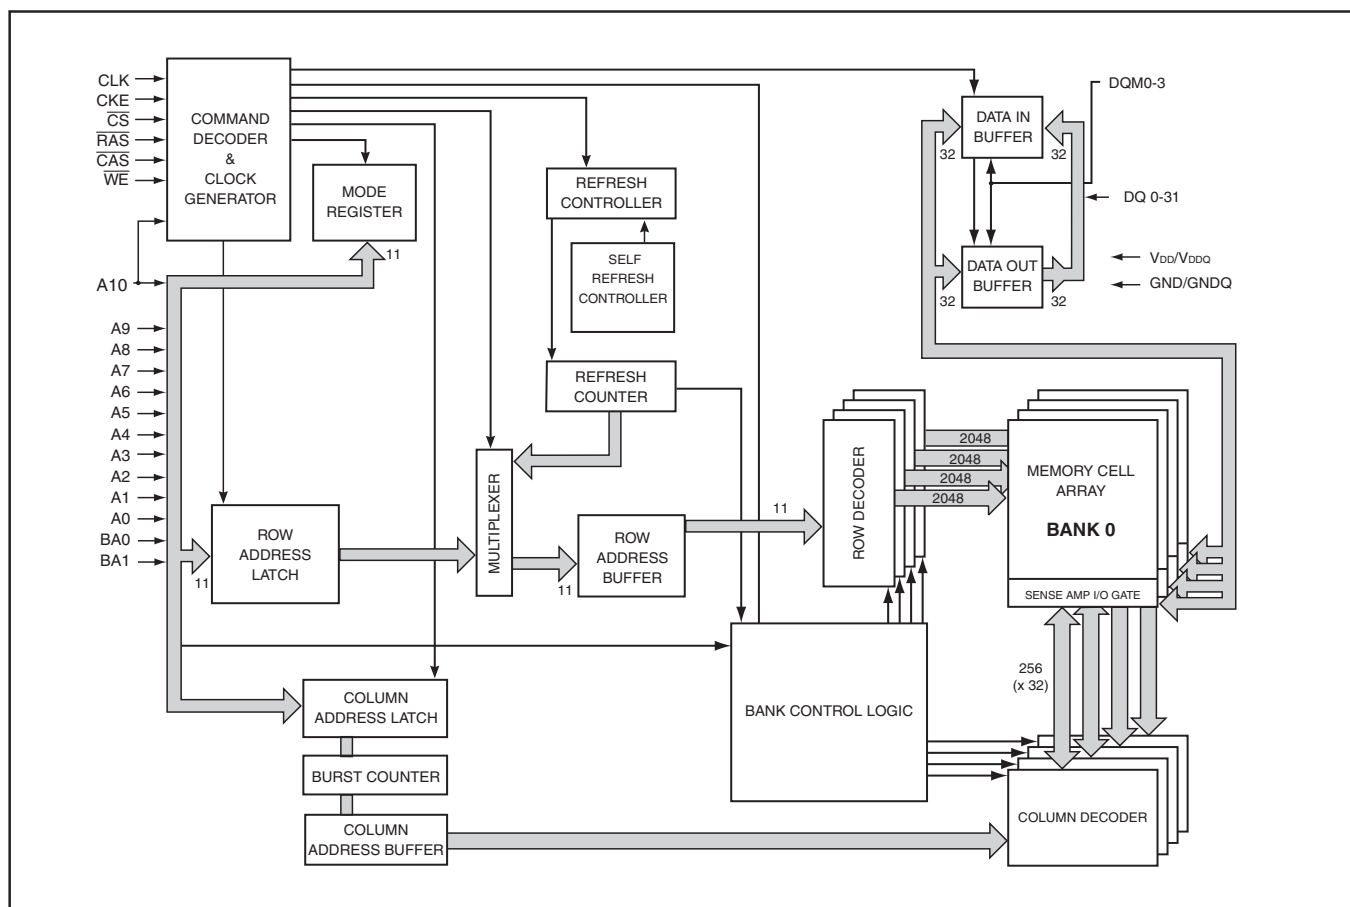 CLK
CKE
CS
RAS
CAS
WE
A10
A9
A8
A7
A6
A5
A4
A3
A2
A1
A0
BA0
BA1
COMMAND
DECODER
&
CLOCK
GENERATOR
MODE
REGISTER
11
REFRESH
CONTROLLER
SELF
REFRESH
CONTROLLER
REFRESH
COUNTER
DATA IN
BUFFER
32
32
DQM0-3
DQ 0-31
DATA OUT
BUFFER
32
32
VDD/VDDQ
GND/GNDQ
11
ROW
ADDRESS
LATCH
MULTIPLEXER
11
ROW
ADDRESS
BUFFER
11
ROW DECODER
2048
2048
2048
2048
MEMORY CELL
ARRAY
BANK 0
SENSE AMP I/O GATE
256
(x 32)
BANK CONTROL LOGIC
COLUMN
ADDRESS LATCH
BURST COUNTER
COLUMN
ADDRESS BUFFER
COLUMN DECODER